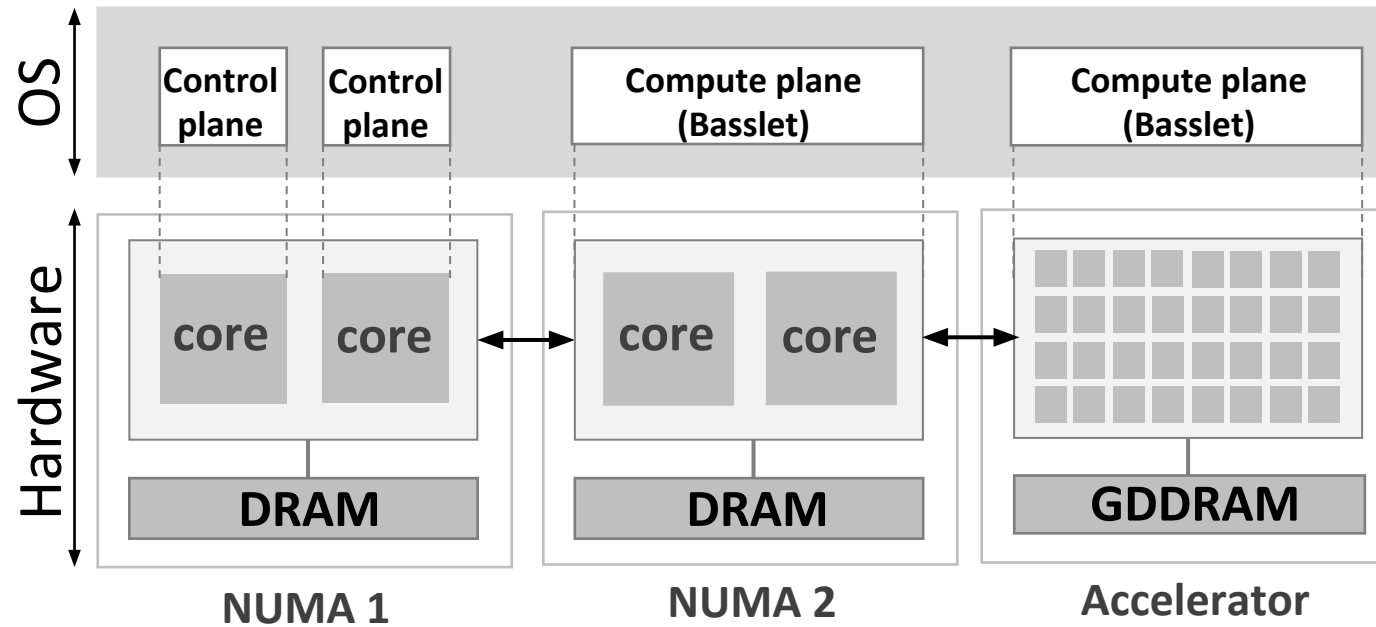 OS
Control
plane
Control
plane
Compute plane
(Basslet)
Compute plane
(Basslet)
Hardware
core
core
core
core
DRAM
DRAM
GDDRAM
NUMA 1
NUMA 2
Accelerator